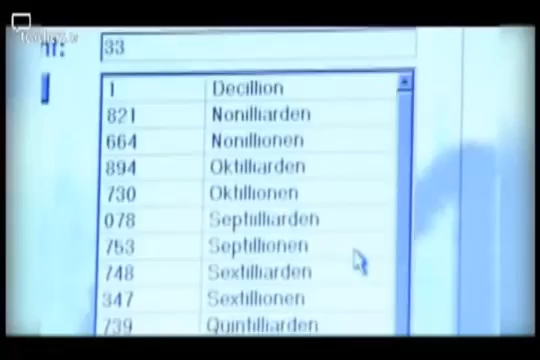 33
1 Decillion
821 Nonilliarden
664 Nonillionen
894 Oktilliarden
730 Oktillionen
078 Septilliarden
753 Septillionen
748 Sextilliarden
347 Sextillionen
739 Quintilliarden